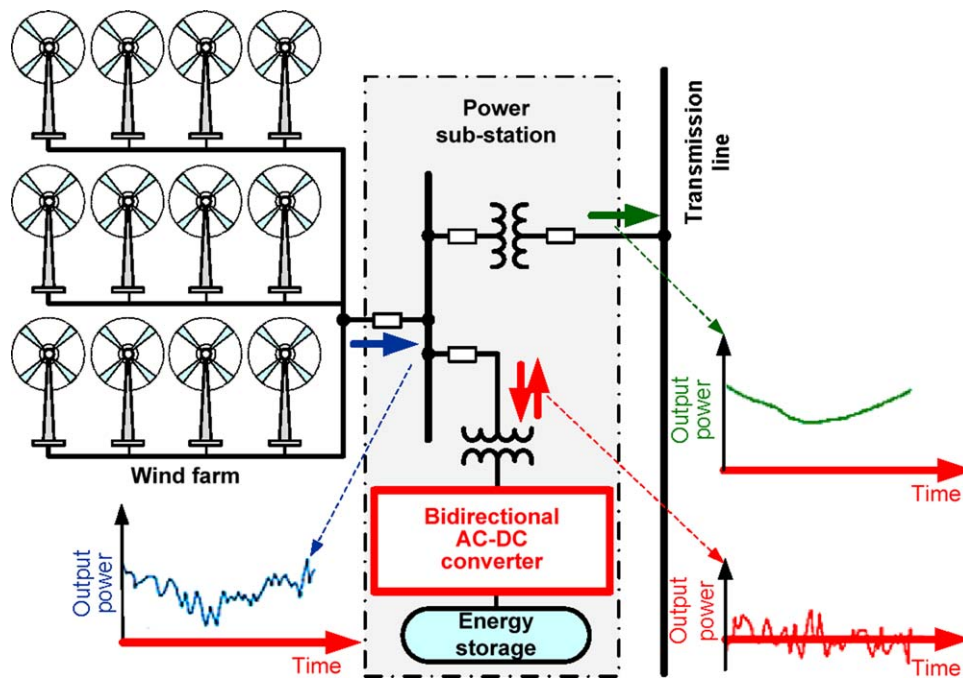 Power
sub-station
Transmission
line
Wind farm
Output
power
Time
Bidirectional
AC-DC
converter
Energy
storage
Output
power
Time
Output
power
Time